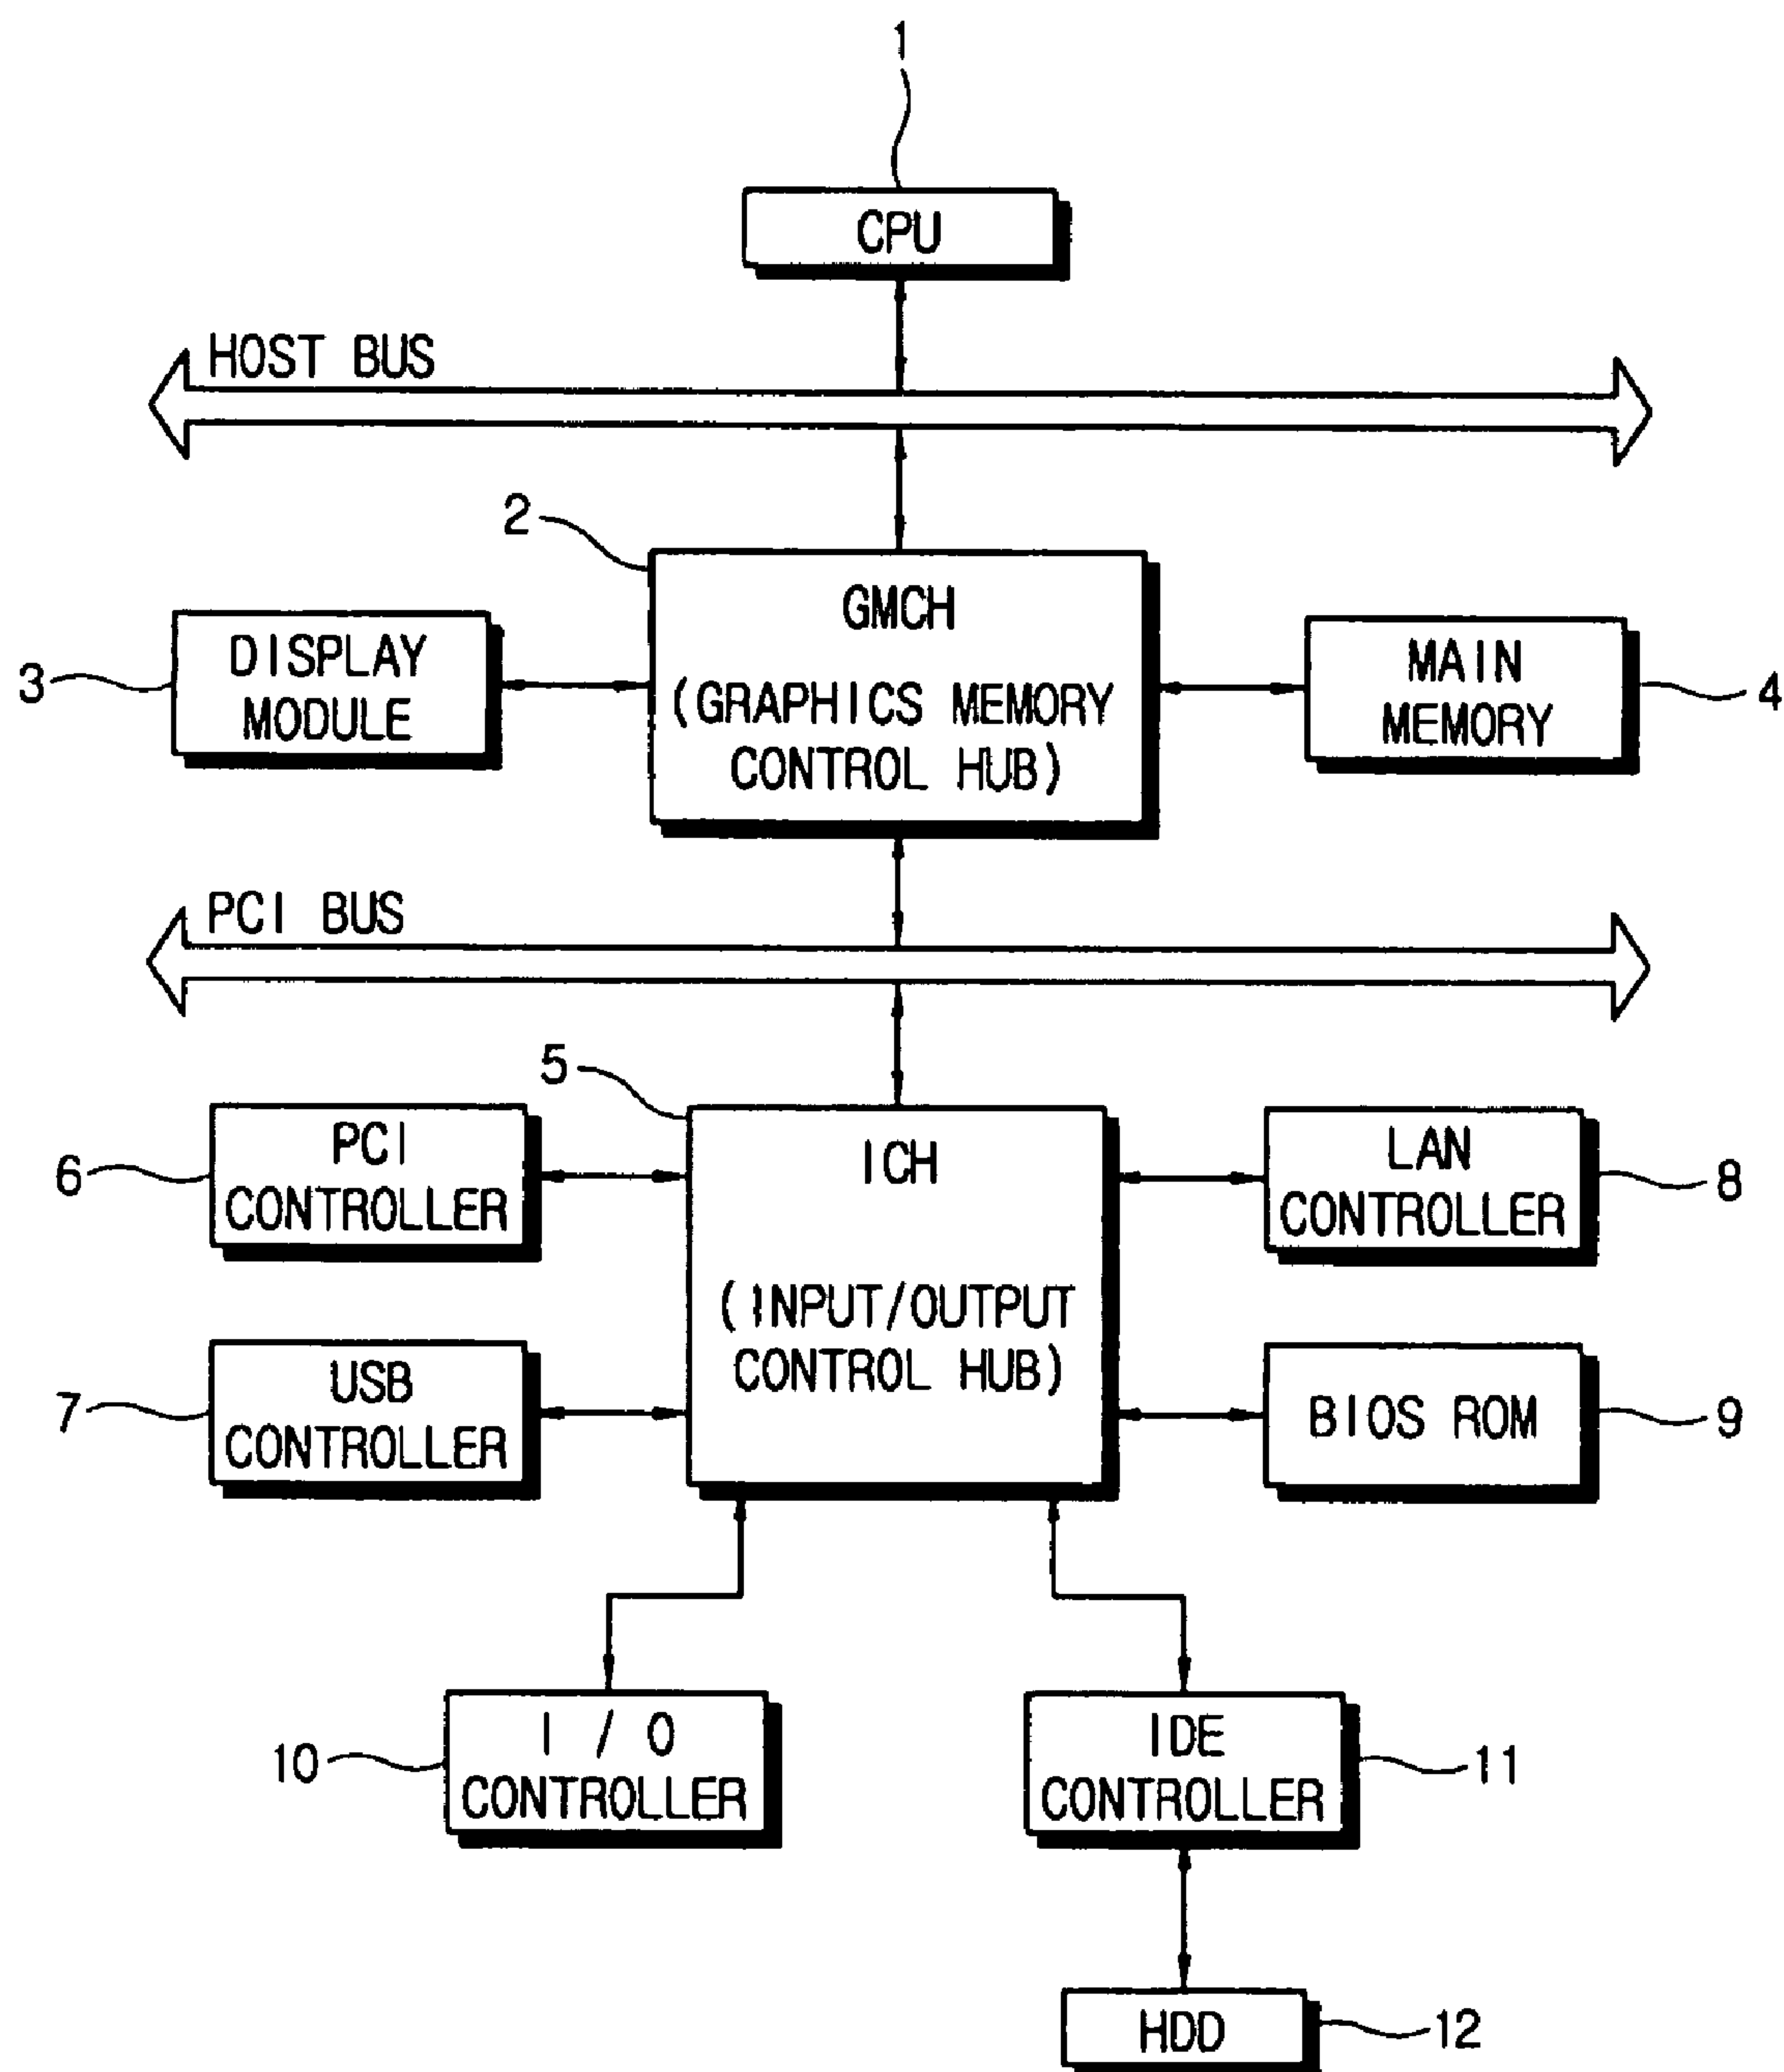 1
CPU
HOST BUS
2
GMCH
(GRAPHICS MEMORY
CONTROL HUB)
3
DISPLAY
MODULE
MAIN
MEMORY
4
PCI BUS
5
ICH
(INPUT/OUTPUT
CONTROL HUB)
6
PCI
CONTROLLER
LAN
CONTROLLER
8
7
USB
CONTROLLER
BIOS ROM
9
10
I / O
CONTROLLER
IDE
CONTROLLER
11
HDD
12